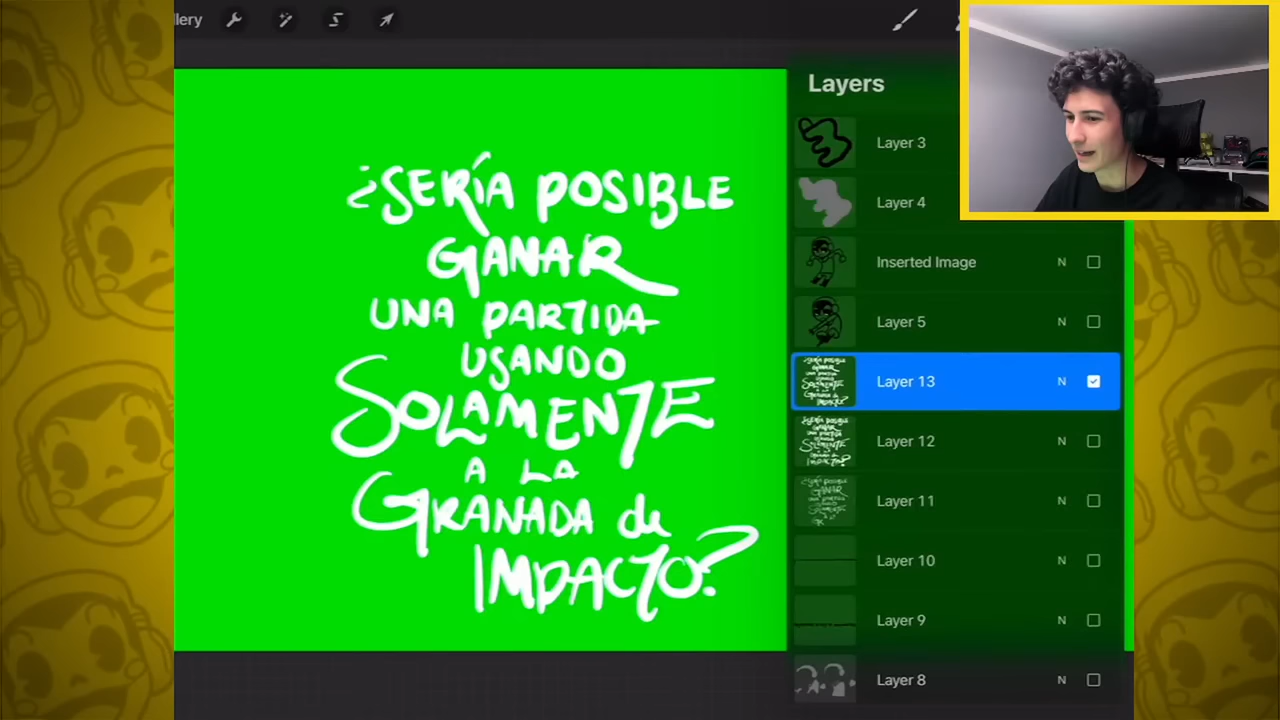 llery
Layers
¿SERÍA POSIBLE
GANAR
UNA PARTIDA
USANDO
SOLAMENTE
A LA
GRANADA de
IMPACTO?
Layer 3
Layer 4
Inserted Image N
Layer 5 N
Layer 13 N
Layer 12 N
Layer 11 N
Layer 10 N
Layer 9 N
Layer 8 N